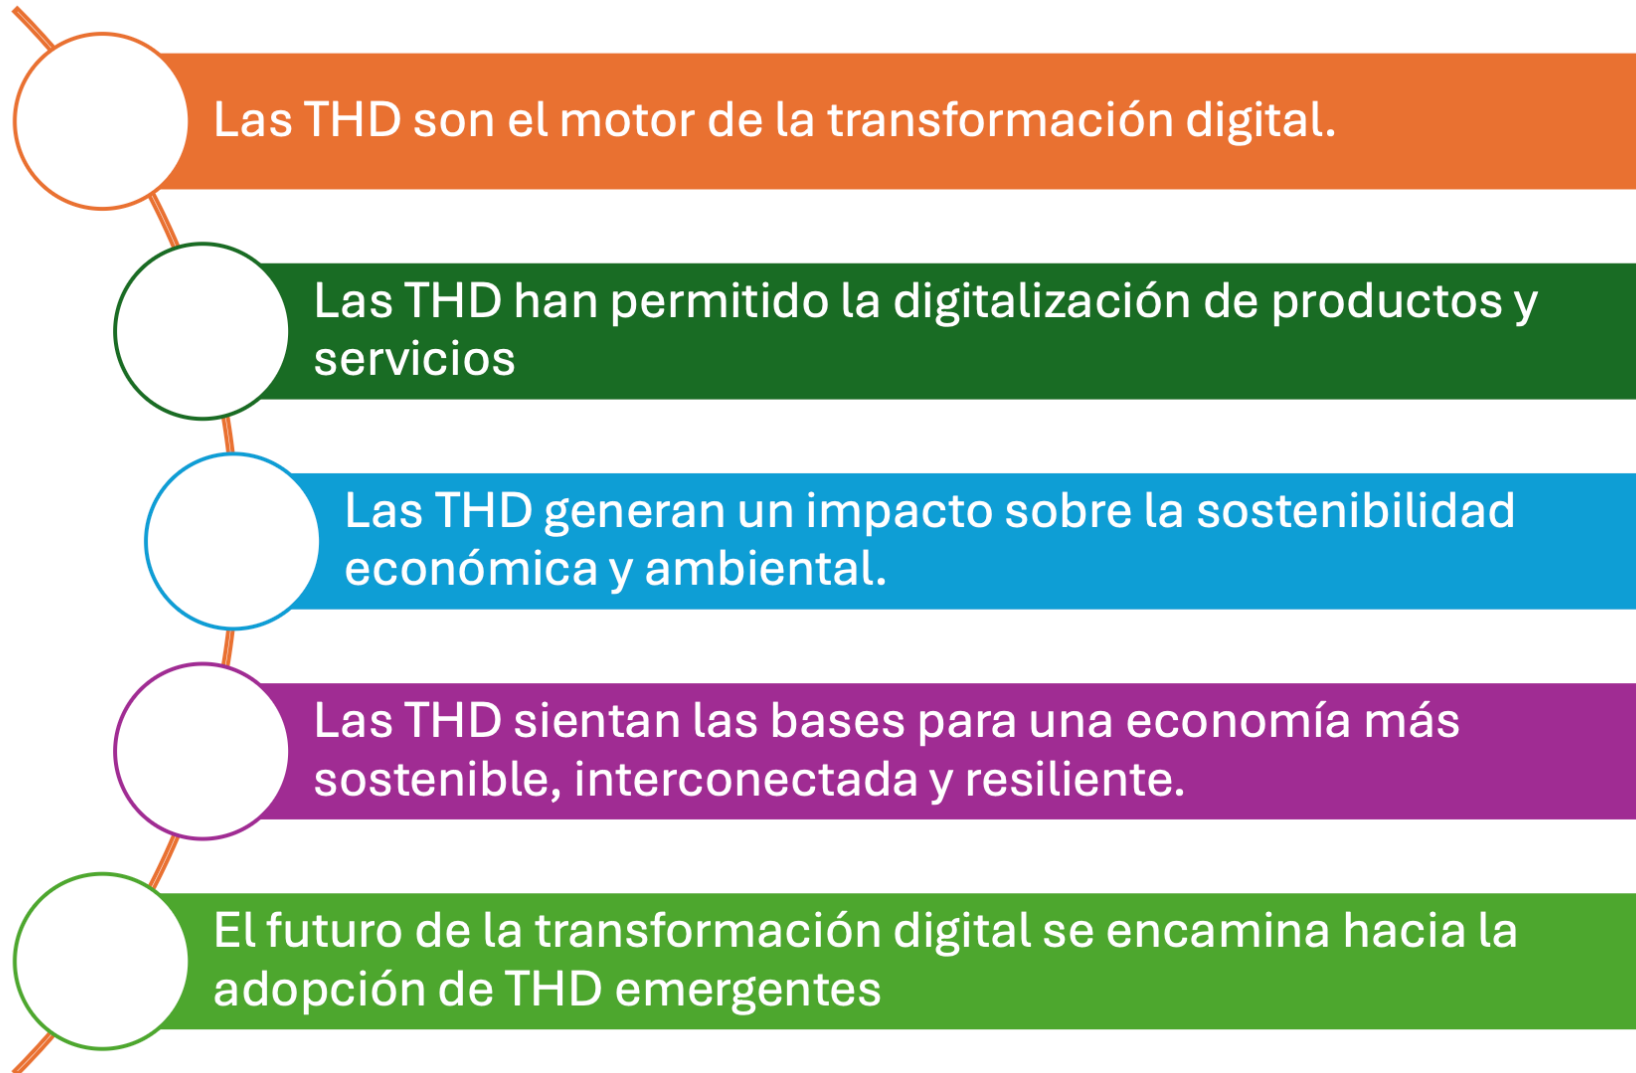 Las THD son el motor de la transformación digital.
Las THD han permitido la digitalización de productos y
servicios
Las THD generan un impacto sobre la sostenibilidad
económica y ambiental.
Las THD sientan las bases para una economía más
sostenible, interconectada y resiliente.
El futuro de la transformación digital se encamina hacia la
adopción de THD emergentes